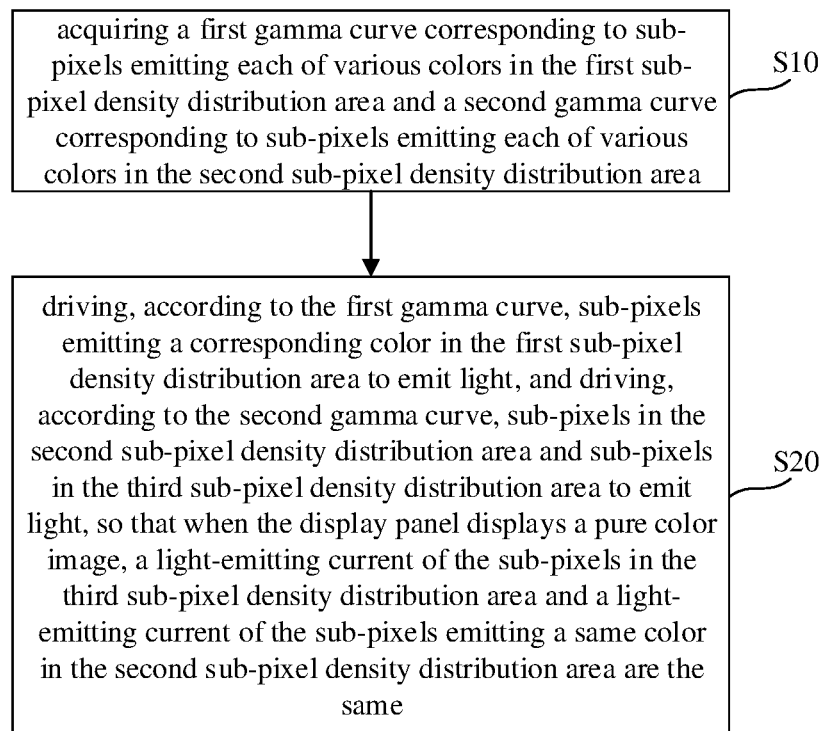 acquiring a first gamma curve corresponding to sub-
pixels emitting each of various colors in the first sub-
pixel density distribution area and a second gamma curve
corresponding to sub-pixels emitting each of various
colors in the second sub-pixel density distribution area
S10
driving, according to the first gamma curve, sub-pixels
emitting a corresponding color in the first sub-pixel
density distribution area to emit light, and driving,
according to the second gamma curve, sub-pixels in the
second sub-pixel density distribution area and sub-pixels
in the third sub-pixel density distribution area to emit
light, so that when the display panel displays a pure color
image, a light-emitting current of the sub-pixels in the
third sub-pixel density distribution area and a light-
emitting current of the sub-pixels emitting a same color
in the second sub-pixel density distribution area are the
same
S20